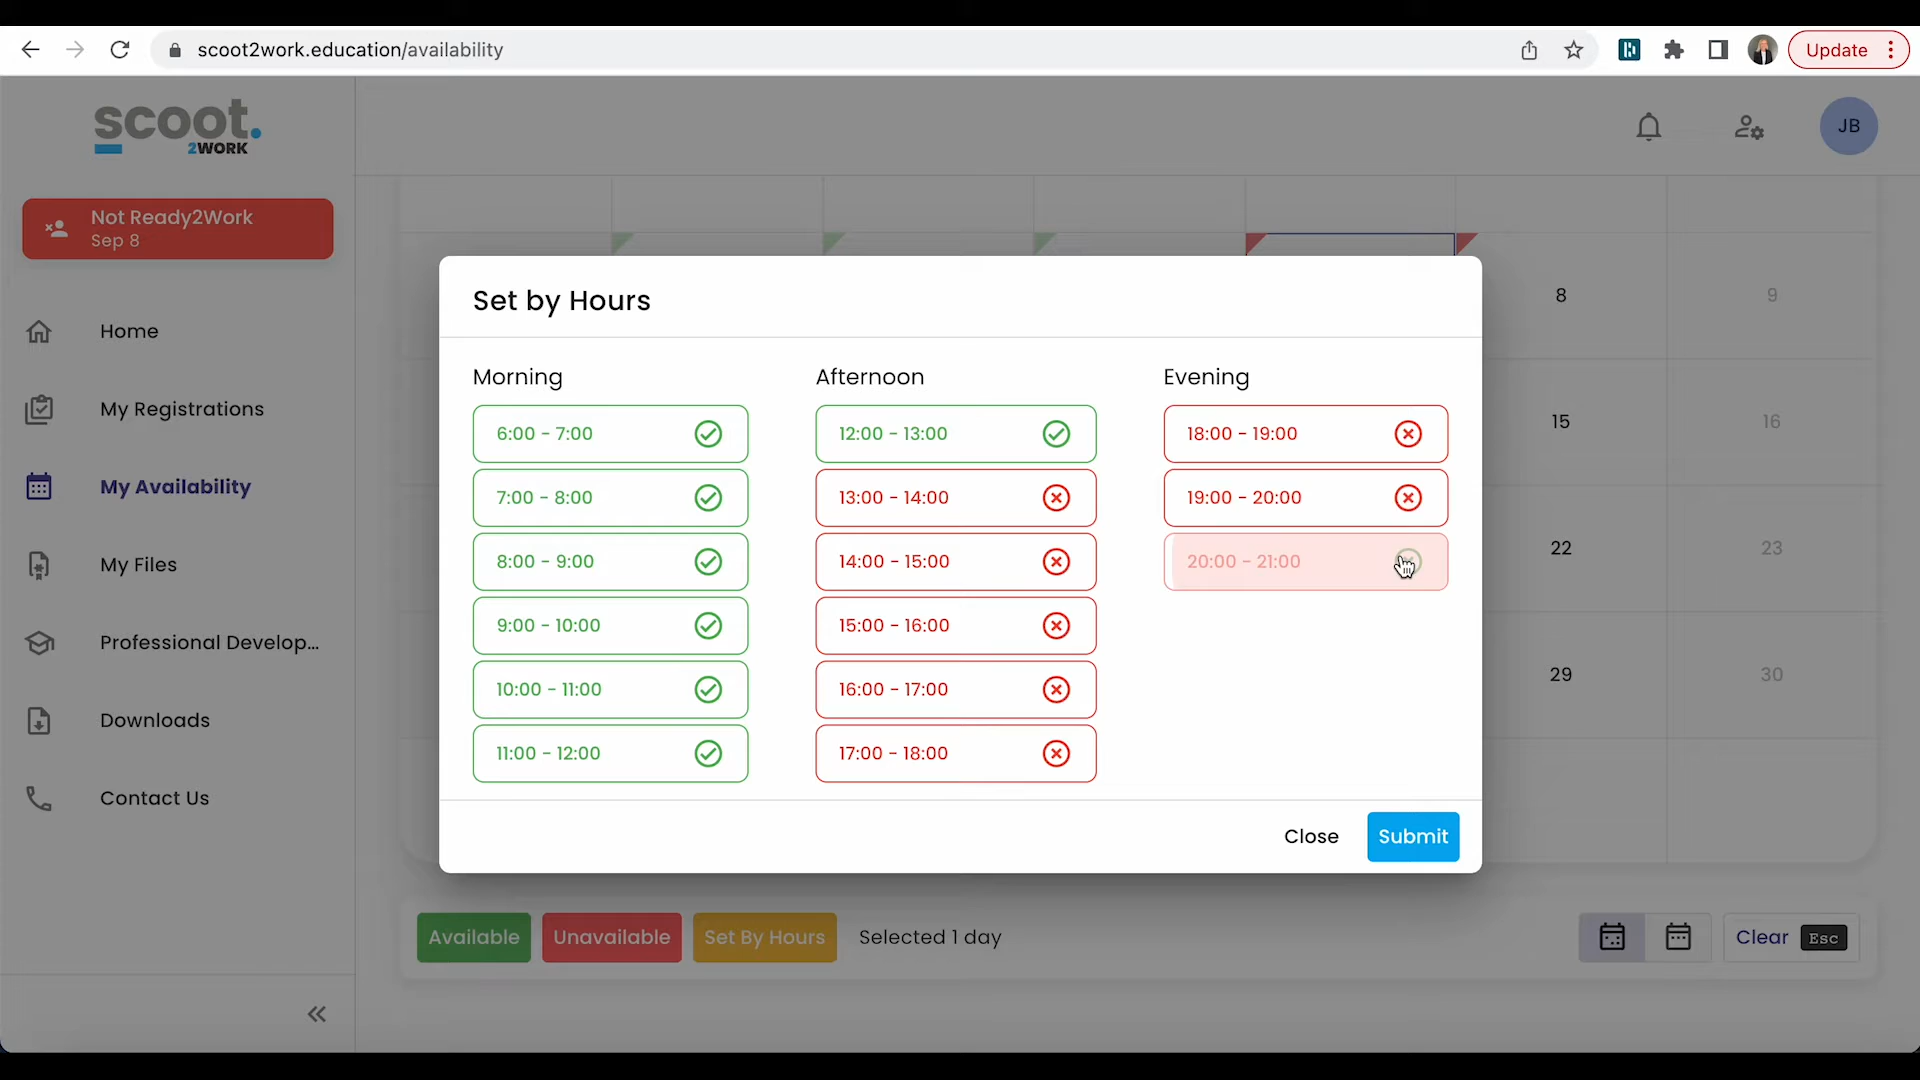 scoot2work.education/availability
Update
scoot.
2WORK
JB
Not Ready2Work
Sep 8
Home
My Registrations
My Availability
My Files
Professional Develop...
Downloads
Contact Us
Set by Hours
Morning
6:00 - 7:00
7:00 - 8:00
8:00 - 9:00
9:00 - 10:00
10:00 - 11:00
11:00 - 12:00
Afternoon
12:00 - 13:00
13:00 - 14:00
14:00 - 15:00
15:00 - 16:00
16:00 - 17:00
17:00 - 18:00
Evening
18:00 - 19:00
19:00 - 20:00
20:00 - 21:00
Close
Submit
8
9
15
16
22
23
29
30
Available
Unavailable
Set By Hours
Selected 1 day
Clear
Esc